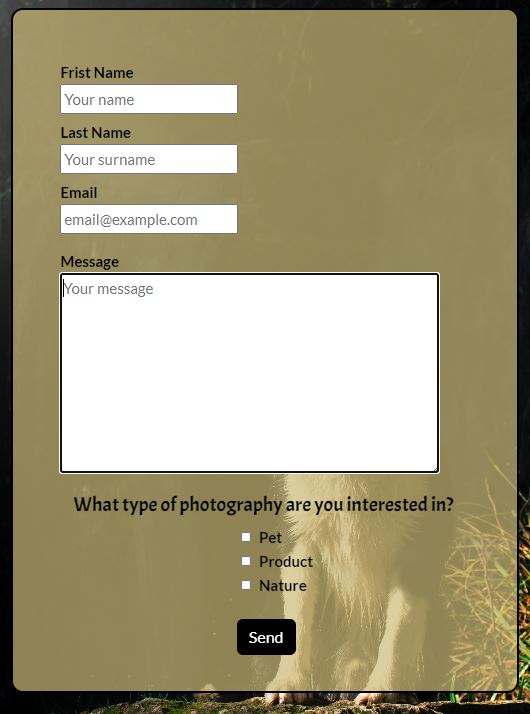 Frist Name
Your name
Last Name
Your surname
Email
email@example.com
Message
Your message
What type of photography are you interested in?
Pet
Product
Nature
Send